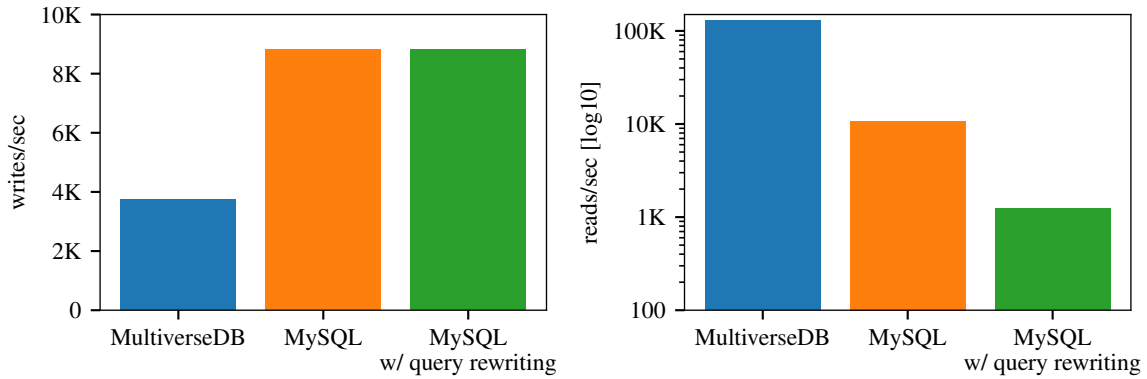 writes/sec
10K
8K
6K
4K
2K
0
MultiverseDB
MySQL
MySQL
w/ query rewriting
reads/sec [log10]
100K
10K
1K
100
MultiverseDB
MySQL
MySQL
w/ query rewriting